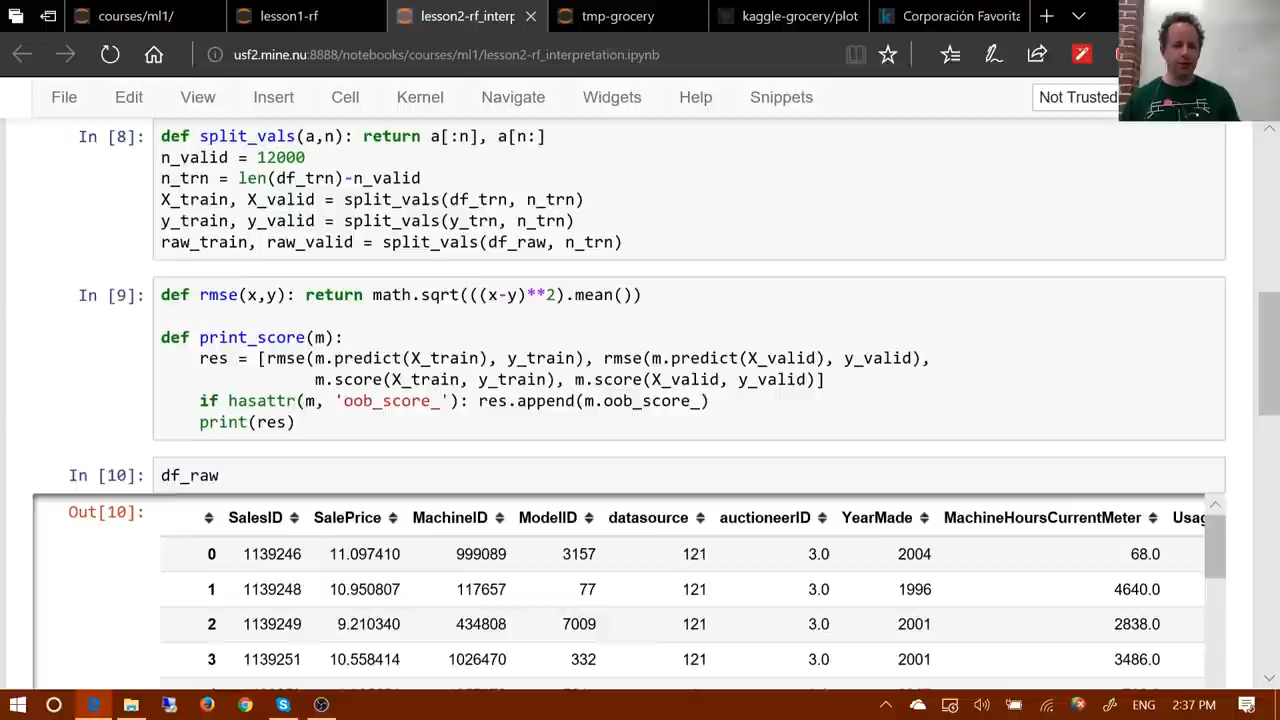 courses/ml1/
lesson1-rf
lesson2-rf_interp
tmp-grocery
kaggle-grocery/plot
Corporación Favorita
usf2.mine.nu:8888/notebooks/courses/ml1/lesson2-rf_interpretation.ipynb
File Edit View Insert Cell Kernel Navigate Widgets Help Snippets Not Trusted
In [8]: def split_vals(a,n): return a[:n], a[n:]
n_valid = 12000
n_trn = len(df_trn)-n_valid
X_train, X_valid = split_vals(df_trn, n_trn)
y_train, y_valid = split_vals(y_trn, n_trn)
raw_train, raw_valid = split_vals(df_raw, n_trn)
In [9]: def rmse(x,y): return math.sqrt(((x-y)**2).mean())
def print_score(m):
res = [rmse(m.predict(X_train), y_train), rmse(m.predict(X_valid), y_valid),
m.score(X_train, y_train), m.score(X_valid, y_valid)]
if hasattr(m, 'oob_score_'): res.append(m.oob_score_)
print(res)
In [10]: df_raw
Out[10]: SalesID SalePrice MachineID ModelID datasource auctioneerID YearMade MachineHoursCurrentMeter Usag
0 1139246 11.097410 999089 3157 121 3.0 2004 68.0
1 1139248 10.950807 117657 77 121 3.0 1996 4640.0
2 1139249 9.210340 434808 7009 121 3.0 2001 2838.0
3 1139251 10.558414 1026470 332 121 3.0 2001 3486.0
ENG 2:37 PM